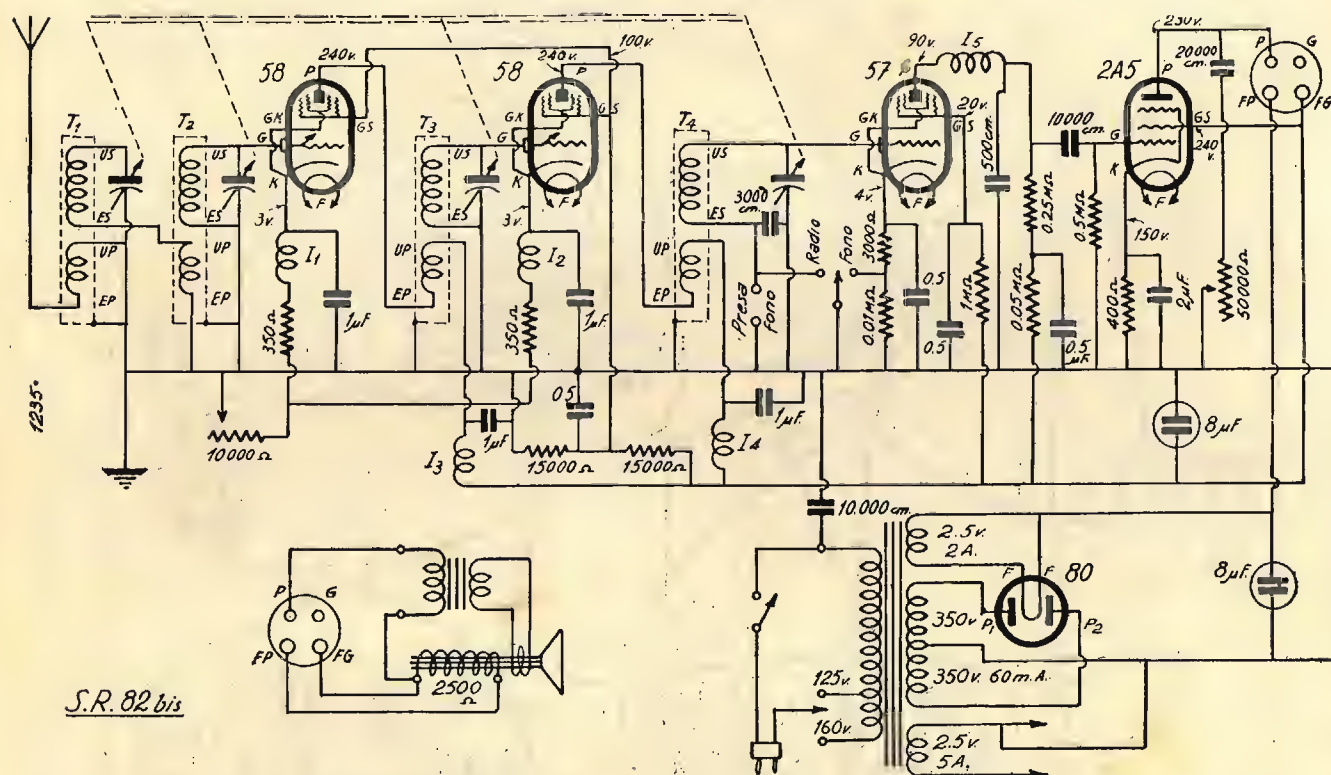 58
240v.
P
GK
G
K
GS
F
3v.
100v.
58
240v.
P
GK
G
K
GS
F
3v.
57
90v.
P
I5
GK
G
K
GS
20v.
F
4v.
2A5
250v.
P
G
K
GS
240
v.
F
20000
cm.
P
G
FP
FG
T1
US
ES
UP
EP
T2
US
ES
UP
EP
T3
US
ES
UP
EP
T4
US
ES
UP
EP
I1
350Ω
1µF
I2
350Ω
1µF
3000
cm.
Radio
Fono
Presa
fono
3000Ω
0.01MΩ
0.5
0.5
1MΩ
500cm.
10000
cm.
0.25MΩ
0.5MΩ
0.05MΩ
0.5
µF.
150v.
400Ω
2µF.
50000Ω
1235•
10000Ω
I3
1µF
0.5
15000Ω
15000Ω
I4
1µF.
8µF
10.000cm.
2.5v.
2A.
F
F
80
P1
P2
350v
350v. 60m.A.
8µF.
125v.
160v.
2.5v.
5A.
P
G
FP
FG
2500
Ω
S.R. 82 bis